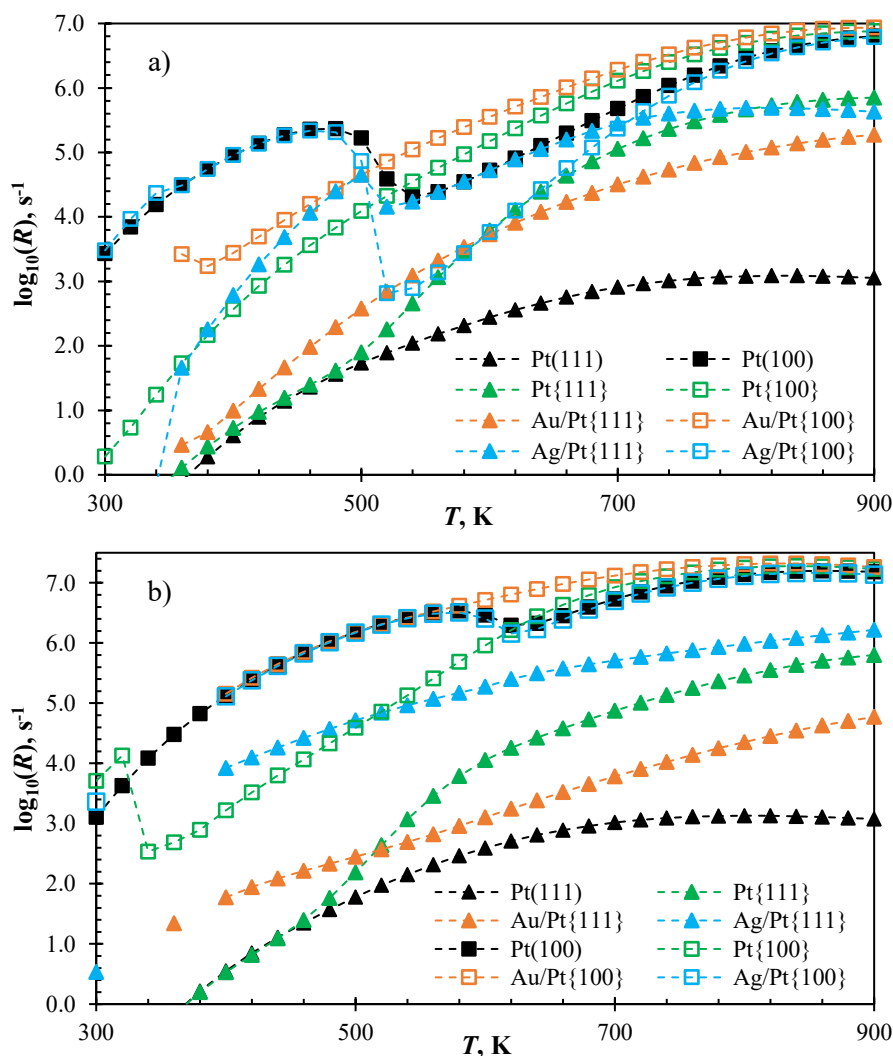 7.0
a)
6.0
5.0
4.0
3.0
2.0
1.0
0.0
log₁₀(R), s⁻¹
Pt(111) Pt(100)
Pt{111} Pt{100}
Au/Pt{111} Au/Pt{100}
Ag/Pt{111} Ag/Pt{100}
300 500 700 900
T, K
b)
7.0
6.0
5.0
4.0
3.0
2.0
1.0
0.0
log₁₀(R), s⁻¹
Pt(111) Pt{111}
Au/Pt{111} Ag/Pt{111}
Pt(100) Pt{100}
Au/Pt{100} Ag/Pt{100}
300 500 700 900
T, K